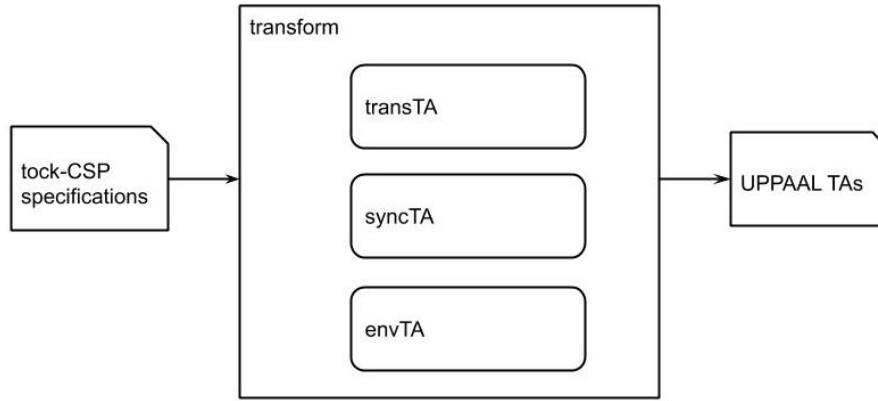 transform
transTA
tock-CSP
specifications
syncTA
UPPAAL TAs
envTA